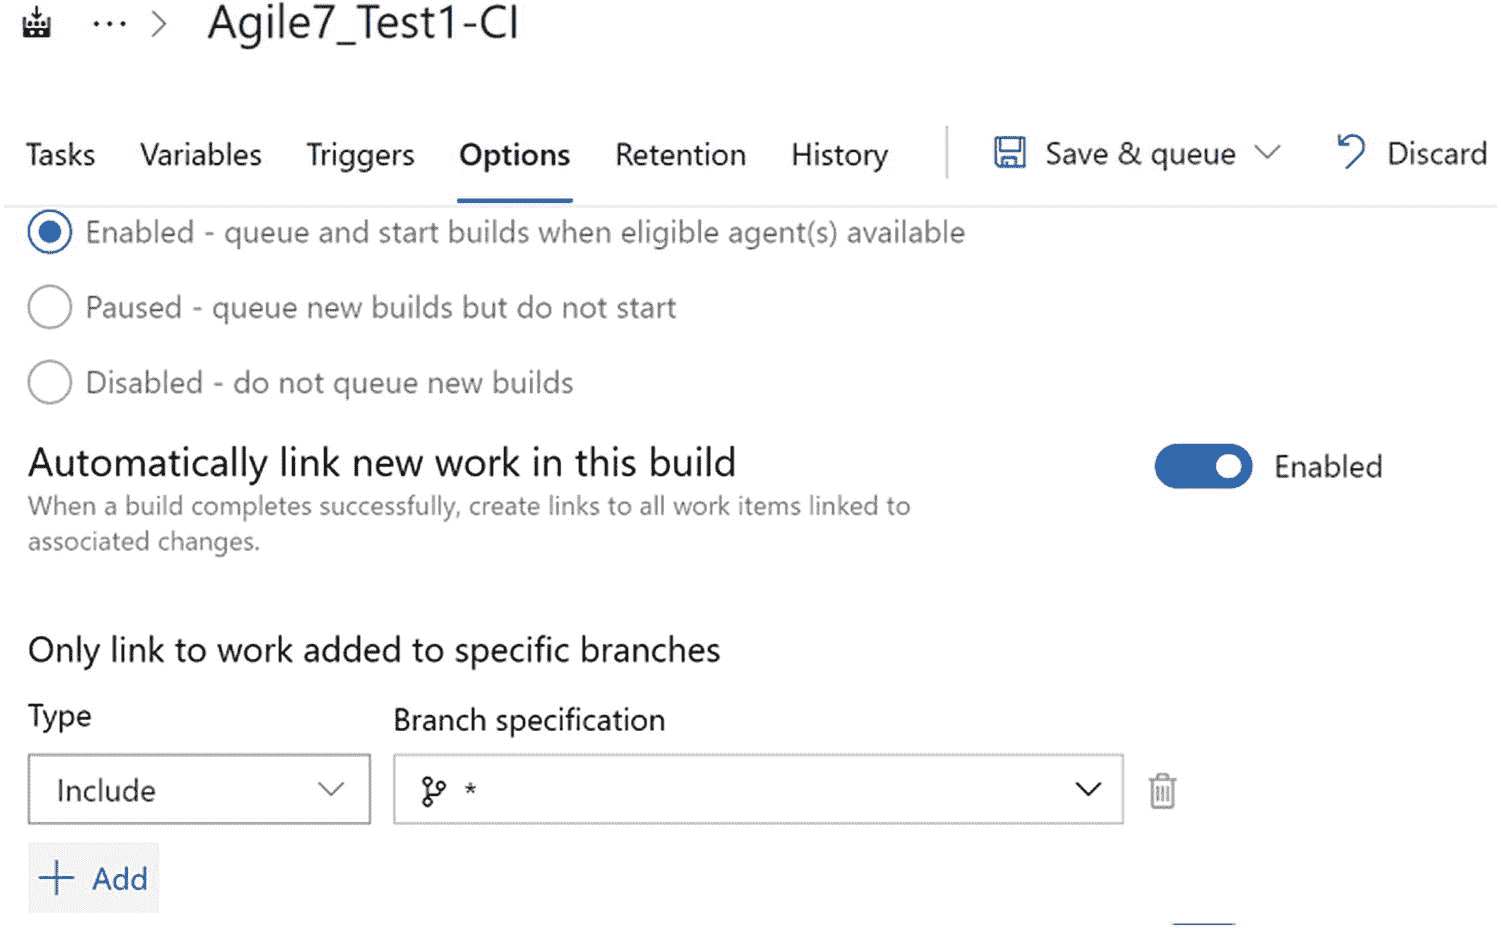 ··· > Agile7_Test1-CI
Tasks Variables Triggers Options Retention History Save & queue Discard
Enabled - queue and start builds when eligible agent(s) available
Paused - queue new builds but do not start
Disabled - do not queue new builds
Automatically link new work in this build Enabled
When a build completes successfully, create links to all work items linked to
associated changes.
Only link to work added to specific branches
Type Branch specification
Include *
+ Add